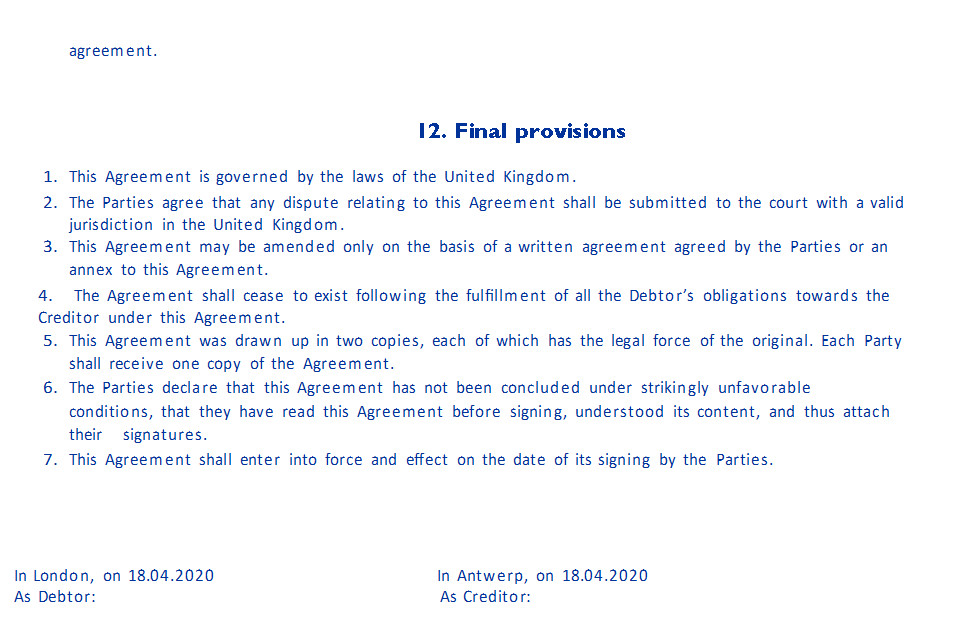 agreement.
12. Final provisions
1. This Agreement is governed by the laws of the United Kingdom.
2. The Parties agree that any dispute relating to this Agreement shall be submitted to the court with a valid
jurisdiction in the United Kingdom.
3. This Agreement may be amended only on the basis of a written agreement agreed by the Parties or an
annex to this Agreement.
4. The Agreement shall cease to exist following the fulfillment of all the Debtor’s obligations towards the
Creditor under this Agreement.
5. This Agreement was drawn up in two copies, each of which has the legal force of the original. Each Party
shall receive one copy of the Agreement.
6. The Parties declare that this Agreement has not been concluded under strikingly unfavorable
conditions, that they have read this Agreement before signing, understood its content, and thus attach
their signatures.
7. This Agreement shall enter into force and effect on the date of its signing by the Parties.
In London, on 18.04.2020 In Antwerp, on 18.04.2020
As Debtor: As Creditor: